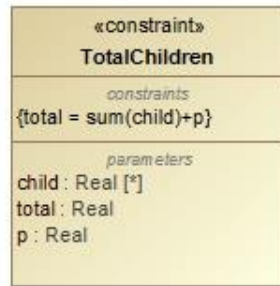 «constraint»
TotalChildren
constraints
{total = sum(child)+p}
parameters
child : Real [*]
total : Real
p : Real